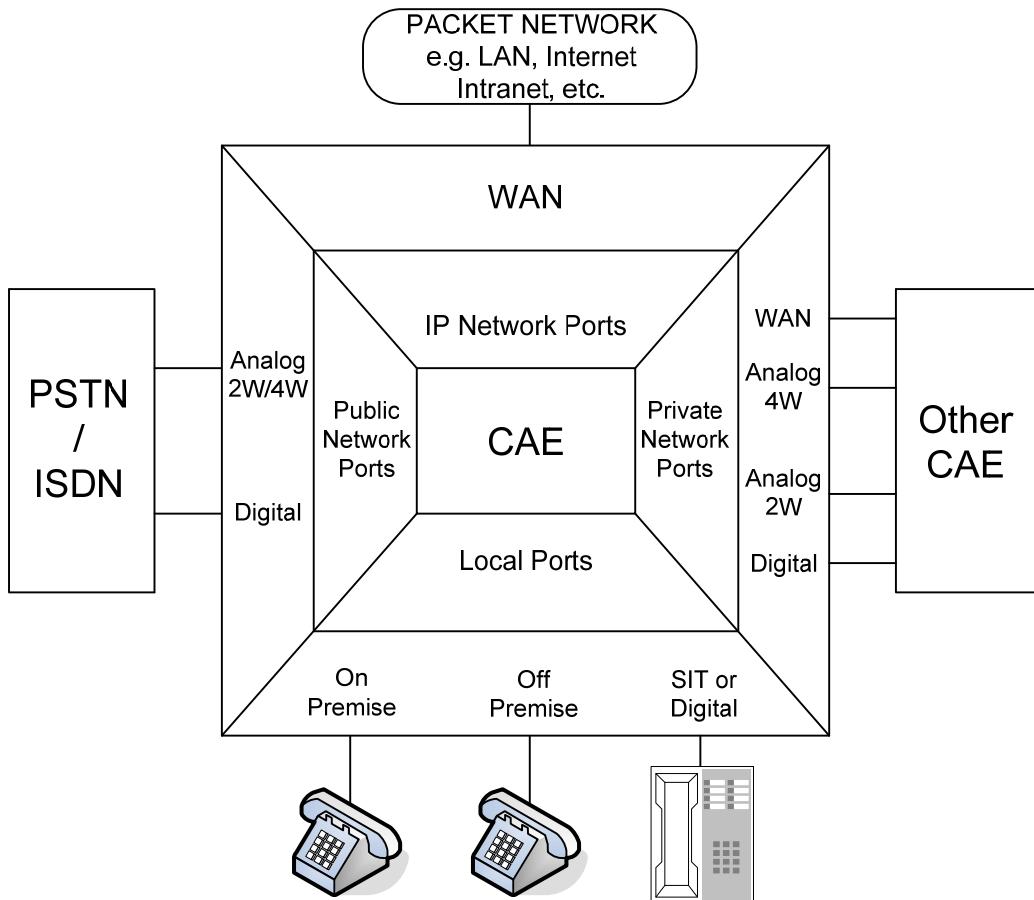 PACKET NETWORK
e.g. LAN, Internet
Intranet, etc.
WAN
IP Network Ports
PSTN
/
ISDN
Analog
2W/4W
Digital
Public
Network
Ports
CAE
Private
Network
Ports
WAN
Analog
4W
Analog
2W
Digital
Other
CAE
Local Ports
On
Premise
Off
Premise
SIT or
Digital